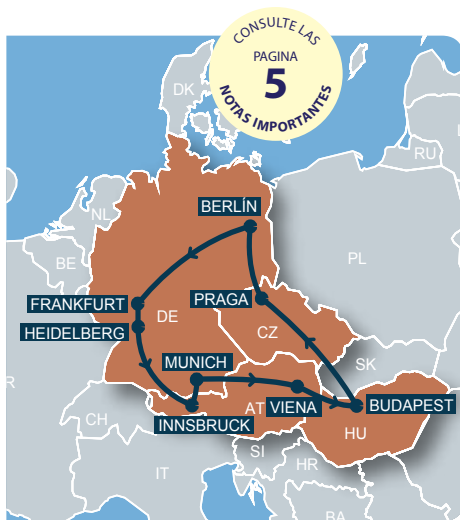 CONSULTE LAS
PAGINA
5
NOTAS IMPORTANTES
DK
RU
NL
BERLÍN
BE
PL
FRANKFURT
PRAGA
DE
HEIDELBERG
CZ
SK
MUNICH
R
CH
AT
VIENA
BUDAPEST
INNSBRUCK
HU
SI
HR
IT
BA